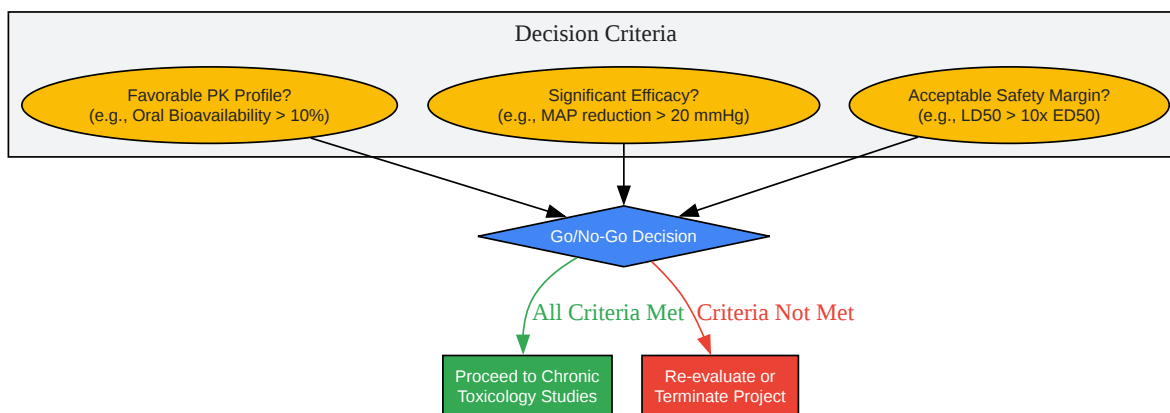 Decision Criteria
Favorable PK Profile?
(e.g., Oral Bioavailability > 10%)
Significant Efficacy?
(e.g., MAP reduction > 20 mmHg)
Acceptable Safety Margin?
(e.g., LD50 > 10x ED50)
Go/No-Go Decision
All Criteria Met
Criteria Not Met
Proceed to Chronic
Toxicology Studies
Re-evaluate or
Terminate Project